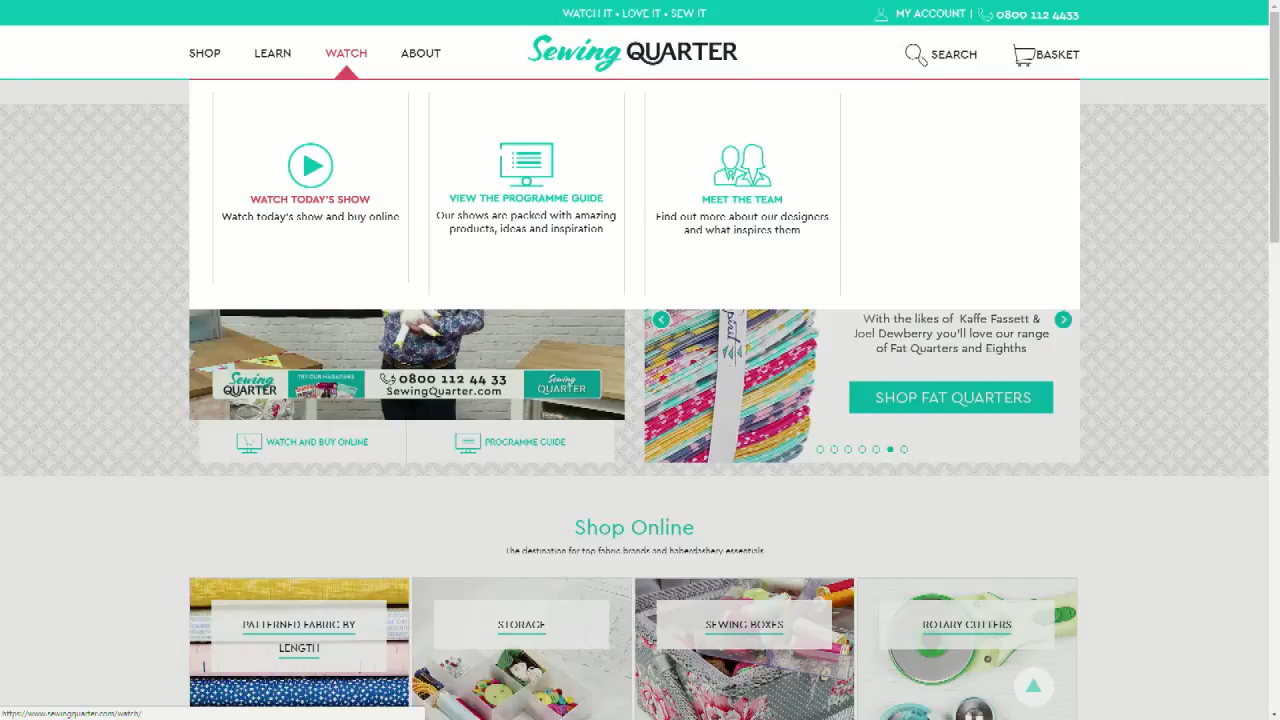 WATCH IT • LOVE IT • SEW IT
MY ACCOUNT | 0800 112 4433
SHOP LEARN WATCH ABOUT
Sewing QUARTER
SEARCH BASKET
WATCH TODAY'S SHOW
Watch today's show and buy online
VIEW THE PROGRAMME GUIDE
Our shows are packed with amazing
products, ideas and inspiration
MEET THE TEAM
Find out more about our designers
and what inspires them
With the likes of Kaffe Fassett &
Joel Dewberry you'll love our range
of Fat Quarters and Eighths
SHOP FAT QUARTERS
Sewing
QUARTER
TRY OUR MAGAZINES
0800 112 44 33
SewingQuarter.com
Sewing
QUARTER
WATCH AND BUY ONLINE
PROGRAMME GUIDE
Shop Online
The destination for top fabric brands and haberdashery essentials
PATTERNED FABRIC BY
LENGTH
STORAGE
SEWING BOXES
ROTARY CUTTERS
https://www.sewingquarter.com/watch/